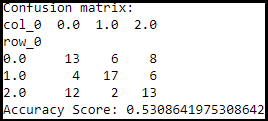 Confusion matrix:
col_0  0.0  1.0  2.0
row_0
0.0     13    6    8
1.0      4   17    6
2.0     12    2   13
Accuracy Score: 0.5308641975308642